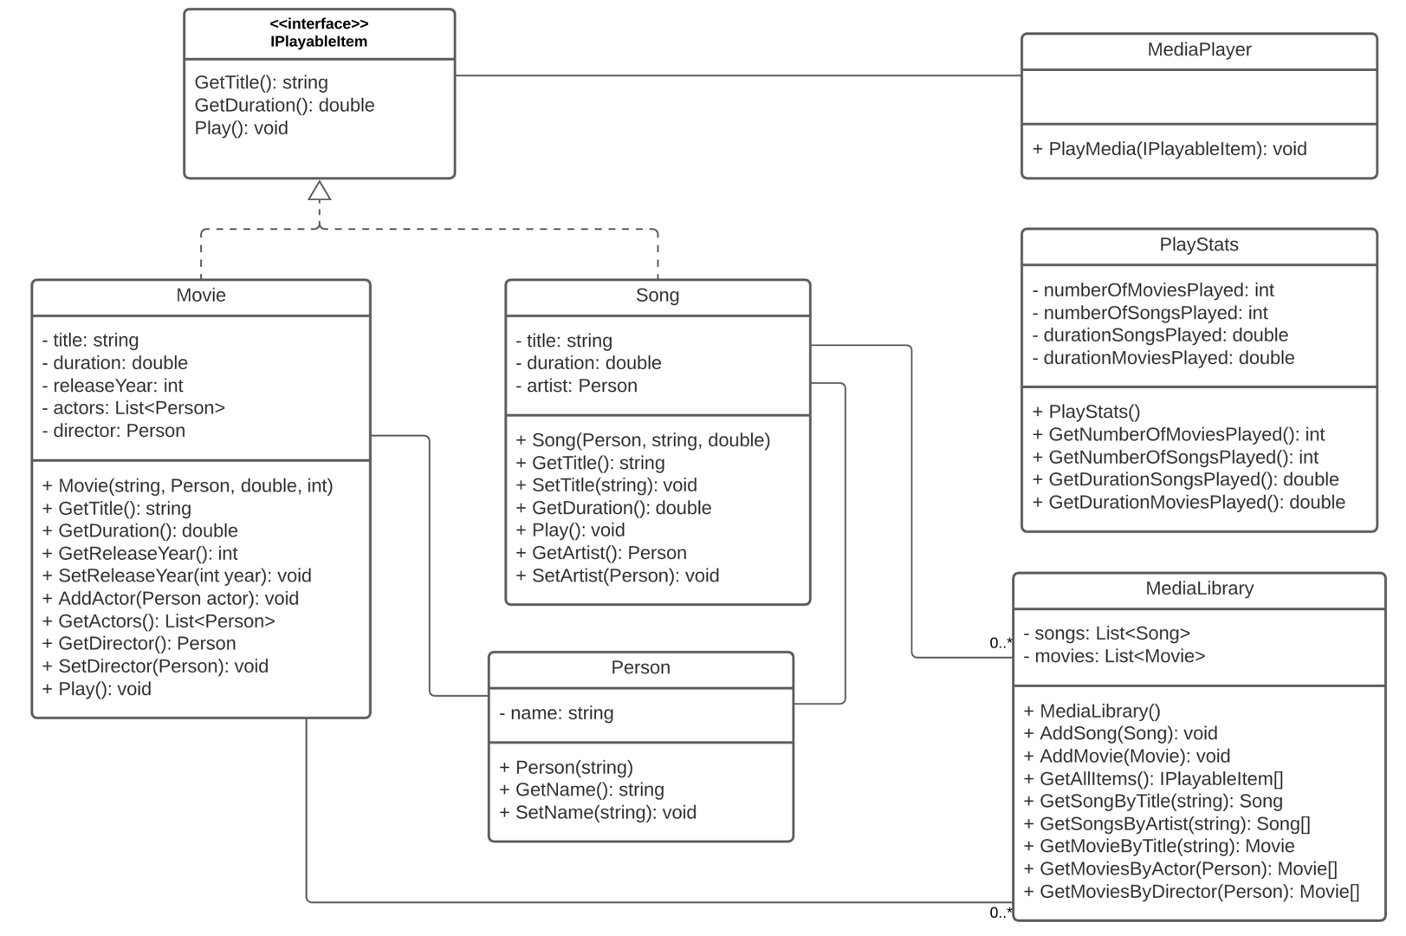 <<interface>>
IPlayableItem
GetTitle(): string
GetDuration(): double
Play(): void
MediaPlayer
+ PlayMedia(IPlayableItem): void
PlayStats
- numberOfMoviesPlayed: int
- numberOfSongsPlayed: int
- durationSongsPlayed: double
- durationMoviesPlayed: double
+ PlayStats()
+ GetNumberOfMoviesPlayed(): int
+ GetNumberOfSongsPlayed(): int
+ GetDurationSongsPlayed(): double
+ GetDurationMoviesPlayed(): double
Movie
- title: string
- duration: double
- releaseYear: int
- actors: List<Person>
- director: Person
+ Movie(string, Person, double, int)
+ GetTitle(): string
+ GetDuration(): double
+ GetReleaseYear(): int
+ SetReleaseYear(int year): void
+ AddActor(Person actor): void
+ GetActors(): List<Person>
+ GetDirector(): Person
+ SetDirector(Person): void
+ Play(): void
Song
- title: string
- duration: double
- artist: Person
+ Song(Person, string, double)
+ GetTitle(): string
+ SetTitle(string): void
+ GetDuration(): double
+ Play(): void
+ GetArtist(): Person
+ SetArtist(Person): void
Person
- name: string
+ Person(string)
+ GetName(): string
+ SetName(string): void
MediaLibrary
0..*
- songs: List<Song>
- movies: List<Movie>
+ MediaLibrary()
+ AddSong(Song): void
+ AddMovie(Movie): void
+ GetAllItems(): IPlayableItem[]
+ GetSongByTitle(string): Song
+ GetSongsByArtist(string): Song[]
+ GetMovieByTitle(string): Movie
+ GetMoviesByActor(Person): Movie[]
+ GetMoviesByDirector(Person): Movie[]
0..*